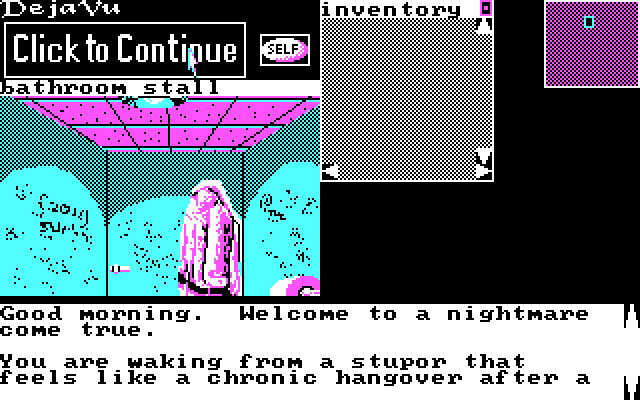 DejaVu
Click to Continue
SELF
inventory
bathroom stall
Good morning.  Welcome to a nightmare
come true.
You are waking from a stupor that
feels like a chronic hangover after a